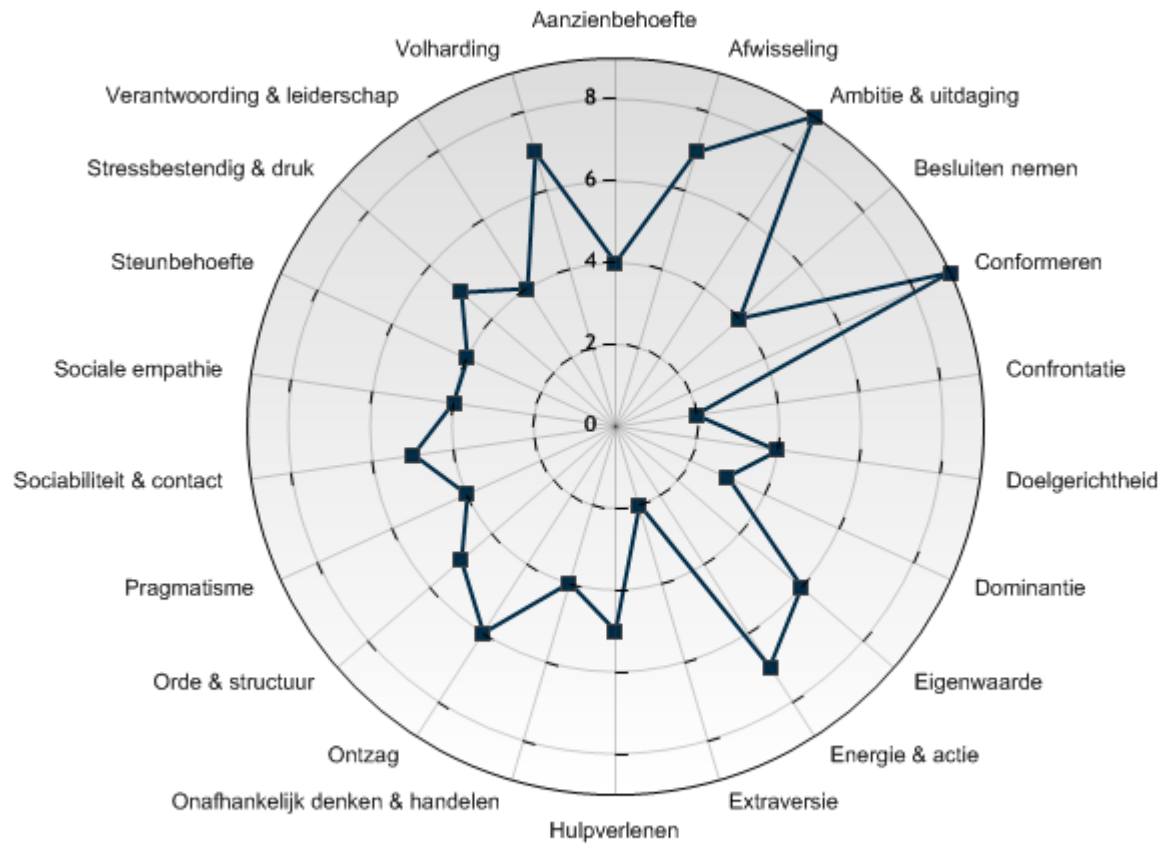 Aanzienbehoefte
Afwisseling
Ambitie & uitdaging
Besluiten nemen
Conformeren
Confrontatie
Doelgerichtheid
Dominantie
Eigenwaarde
Energie & actie
Extraversie
Hulpverlenen
Onafhankelijk denken & handelen
Ontzag
Orde & structuur
Pragmatisme
Sociabiliteit & contact
Sociale empathie
Steunbehoefte
Stressbestendig & druk
Verantwoording & leiderschap
Volharding
8
6
4
2
0